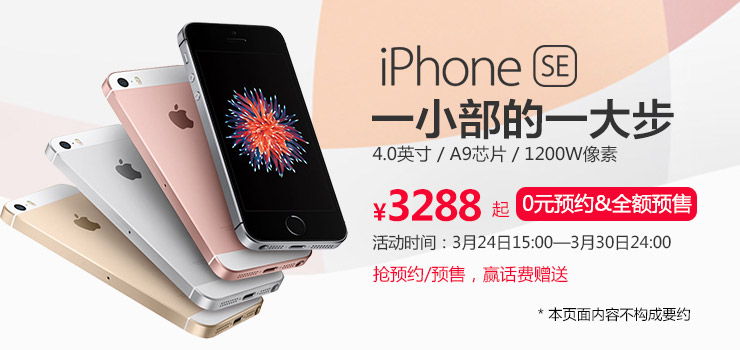 iPhone SE
一小部的一大步
4.0英寸 / A9芯片 / 1200W像素
¥3288 起 0元预约&全额预售
活动时间：3月24日15:00—3月30日24:00
抢预约/预售，赢话费赠送
* 本页面内容不构成要约